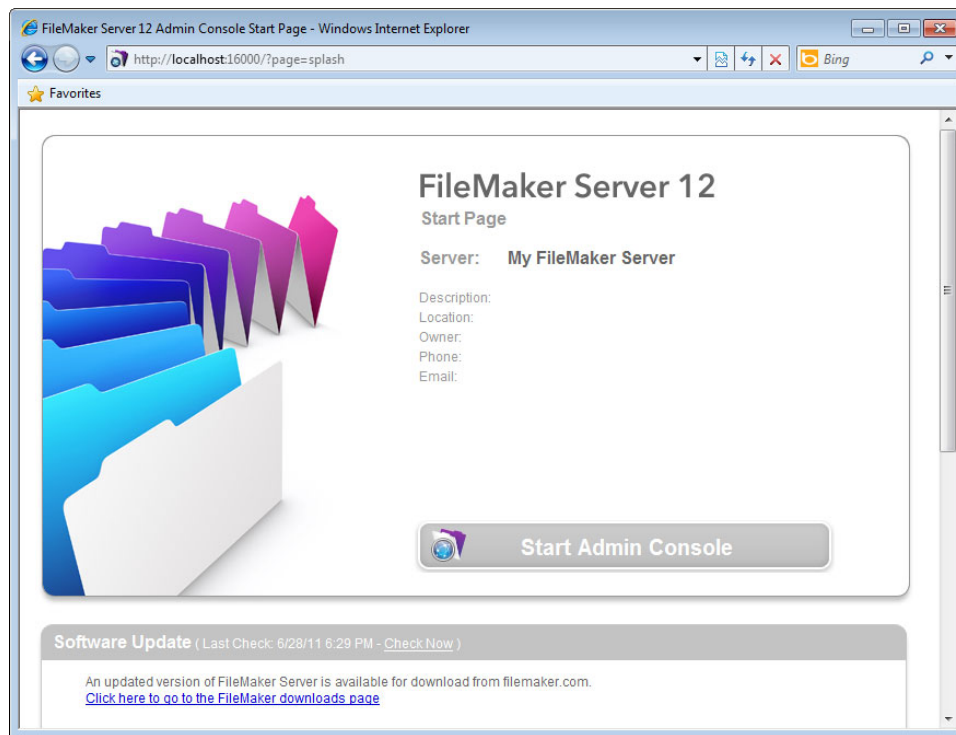 FileMaker Server 12 Admin Console Start Page - Windows Internet Explorer
http://localhost:16000/?page=splash
Bing
Favorites
FileMaker Server 12
Start Page
Server: My FileMaker Server
Description:
Location:
Owner:
Phone:
Email:
Start Admin Console
Software Update ( Last Check: 6/28/11 6:29 PM - Check Now )
An updated version of FileMaker Server is available for download from filemaker.com.
Click here to go to the FileMaker downloads page